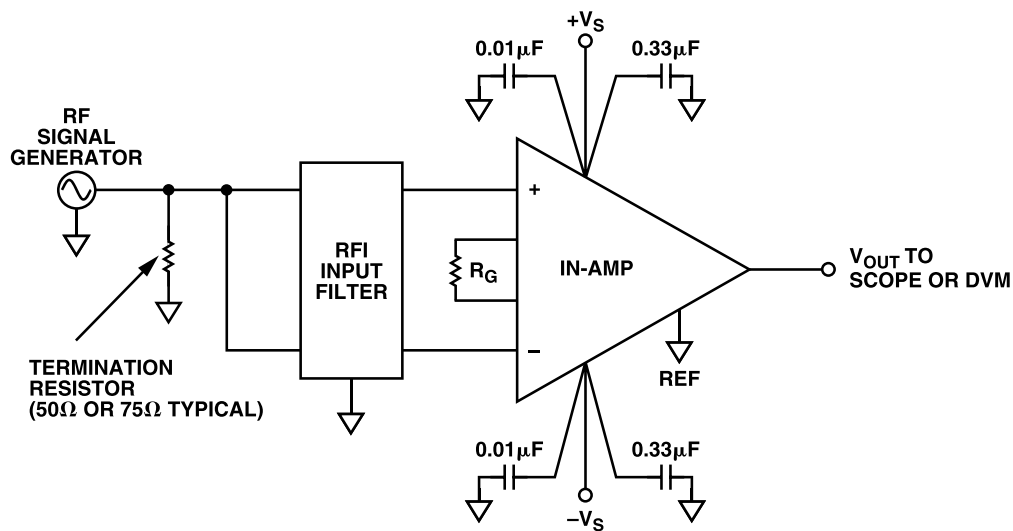 +VS
0.01μF
0.33μF
RF
SIGNAL
GENERATOR
+
RFI
INPUT
FILTER
RG
IN-AMP
VOUT TO
SCOPE OR DVM
–
REF
TERMINATION
RESISTOR
(50Ω OR 75Ω TYPICAL)
0.01μF
0.33μF
–VS